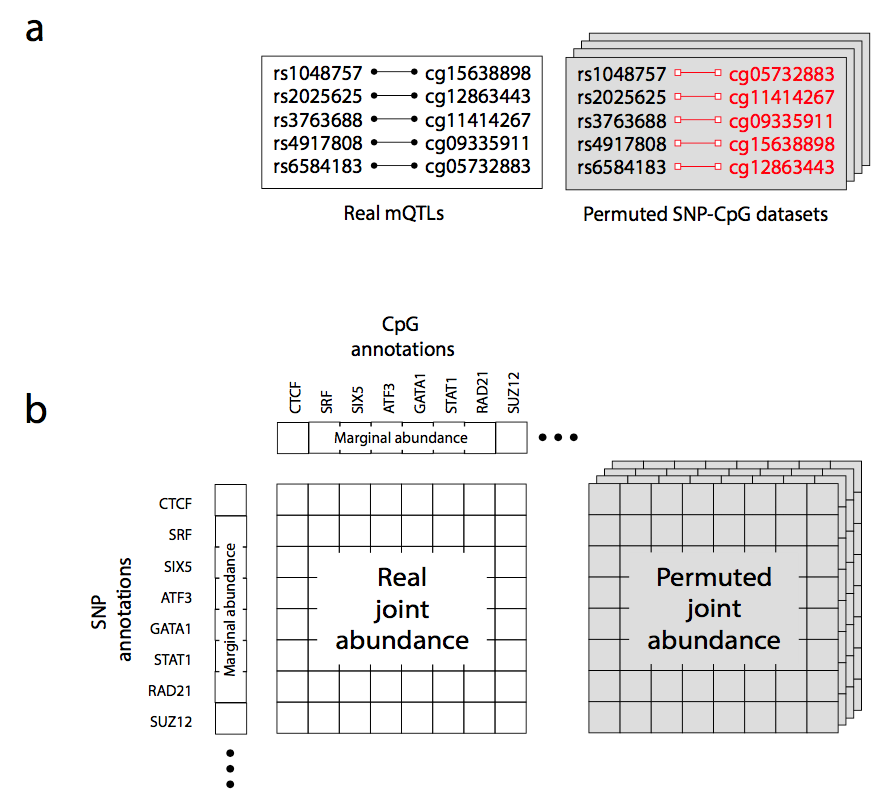 a
rs1048757 cg15638898
rs2025625 cg12863443
rs3763688 cg11414267
rs4917808 cg09335911
rs6584183 cg05732883
Real mQTLs
rs1048757 cg05732883
rs2025625 cg11414267
rs3763688 cg09335911
rs4917808 cg15638898
rs6584183 cg12863443
Permuted SNP-CpG datasets
b
CpG
annotations
CTCF
SRF
SIX5
ATF3
GATA1
STAT1
RAD21
SUZ12
Marginal abundance
SNP
annotations
CTCF
SRF
SIX5
ATF3
GATA1
STAT1
RAD21
SUZ12
Marginal abundance
Real
joint
abundance
Permuted
joint
abundance